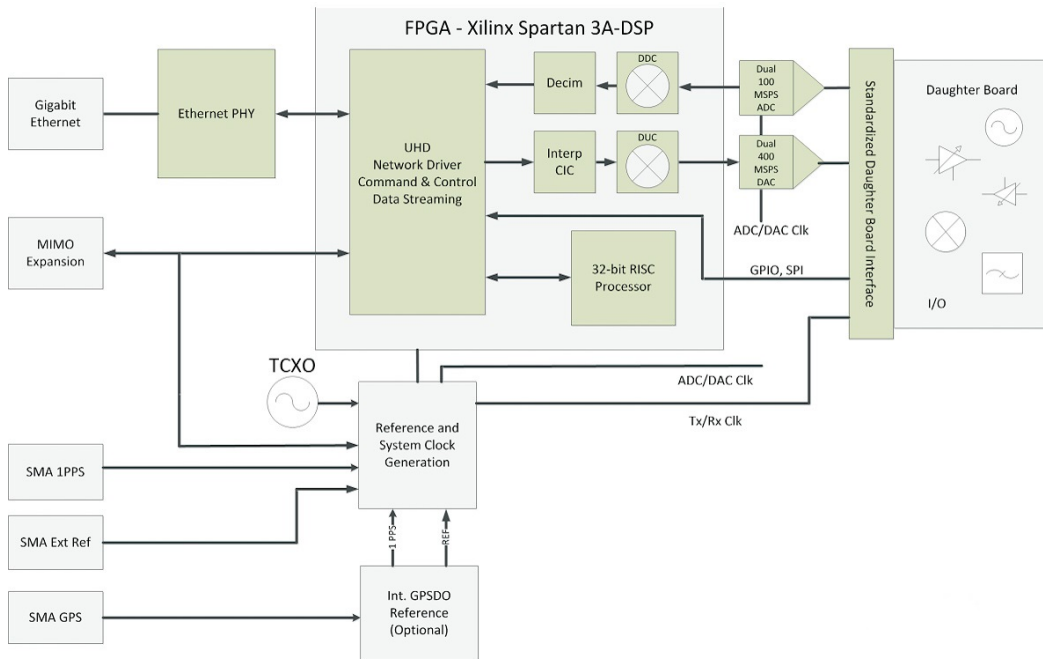 FPGA - Xilinx Spartan 3A-DSP
Gigabit
Ethernet
Ethernet PHY
UHD
Network Driver
Command & Control
Data Streaming
Decim
DDC
Dual
100
MSPS
ADC
Interp
CIC
DUC
Dual
400
MSPS
DAC
ADC/DAC Clk
Standardized Daughter Board Interface
Daughter Board
I/O
MIMO
Expansion
32-bit RISC
Processor
GPIO, SPI
TCXO
ADC/DAC Clk
Tx/Rx Clk
Reference and
System Clock
Generation
SMA 1PPS
SMA Ext Ref
1 PPS
REF
SMA GPS
Int. GPSDO
Reference
(Optional)